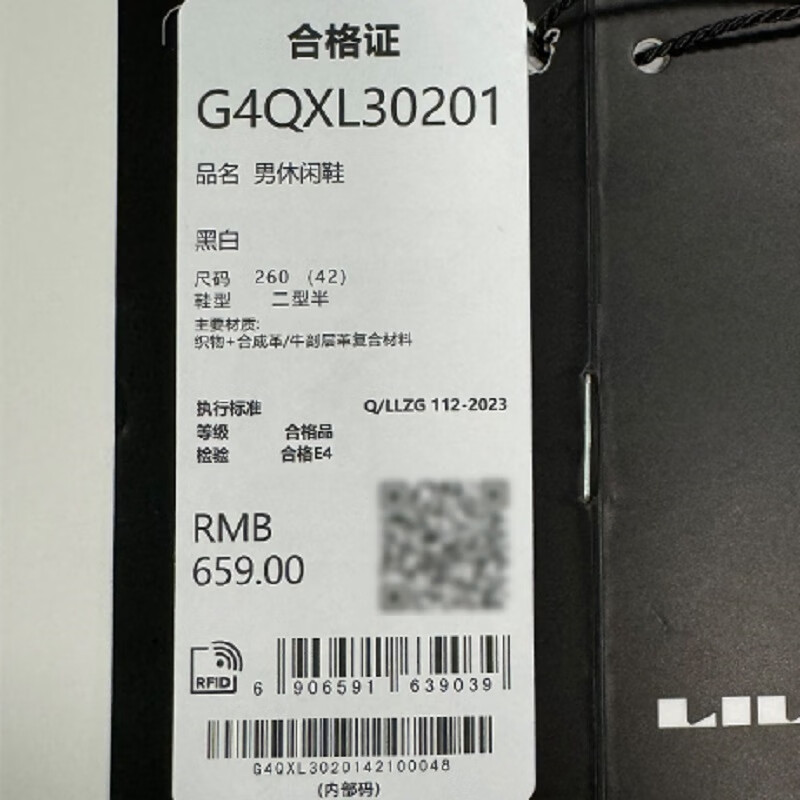 合格证
G4QXL30201
品名 男休闲鞋
黑白
尺码 260 (42)
鞋型 二型半
主要材质:
织物+合成革/牛剖层革复合材料
执行标准 Q/LLZG 112-2023
等级 合格品
检验 合格E4
RMB
659.00
RFID
6 906591 639039
G4QXL3020142100048
(内部码)